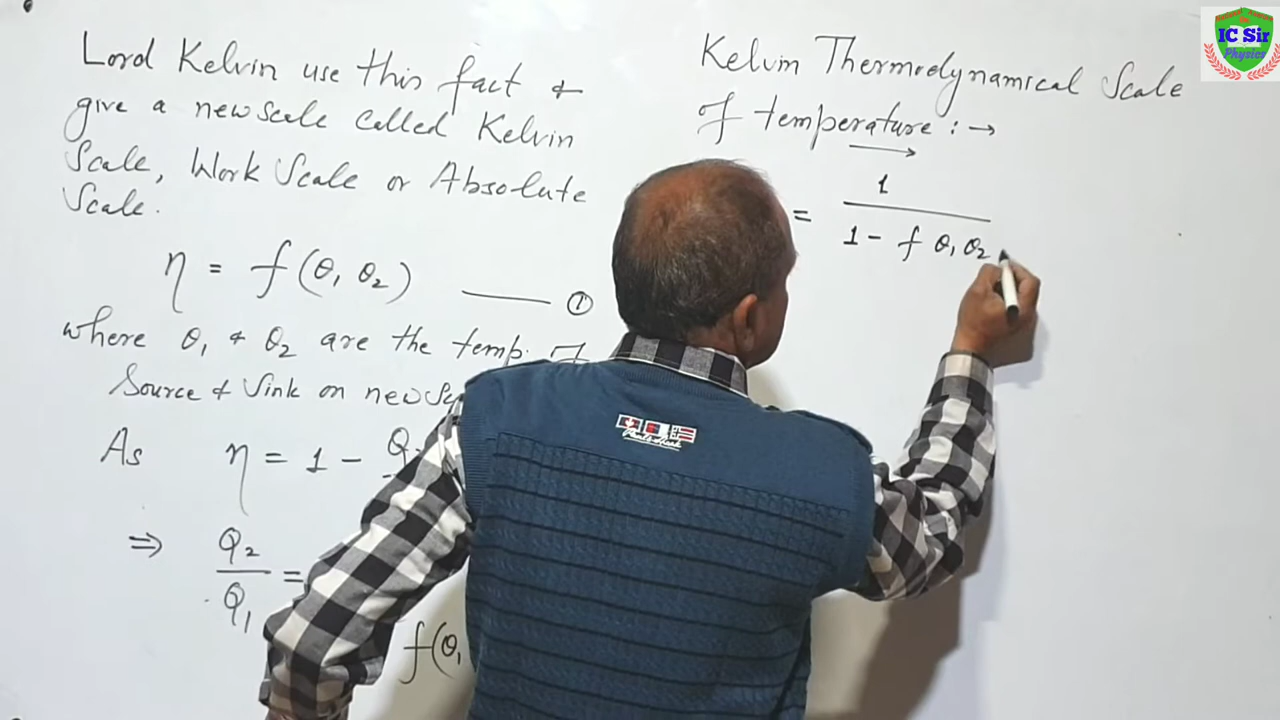 Lord Kelvin use this fact &
give a new scale called Kelvin
Scale, Work Scale or Absolute
Scale.
η = f(θ, θ₂) ——— ①
where θ₁ & θ₂ are the temp. of
Source & Sink on new
As η = 1 - Q
⇒ Q₂/Q₁ =
f(θ,
Kelvin Thermodynamical Scale
of temperature : →
= 1/(1 - f θ₁ θ₂
IC Sir
Physics